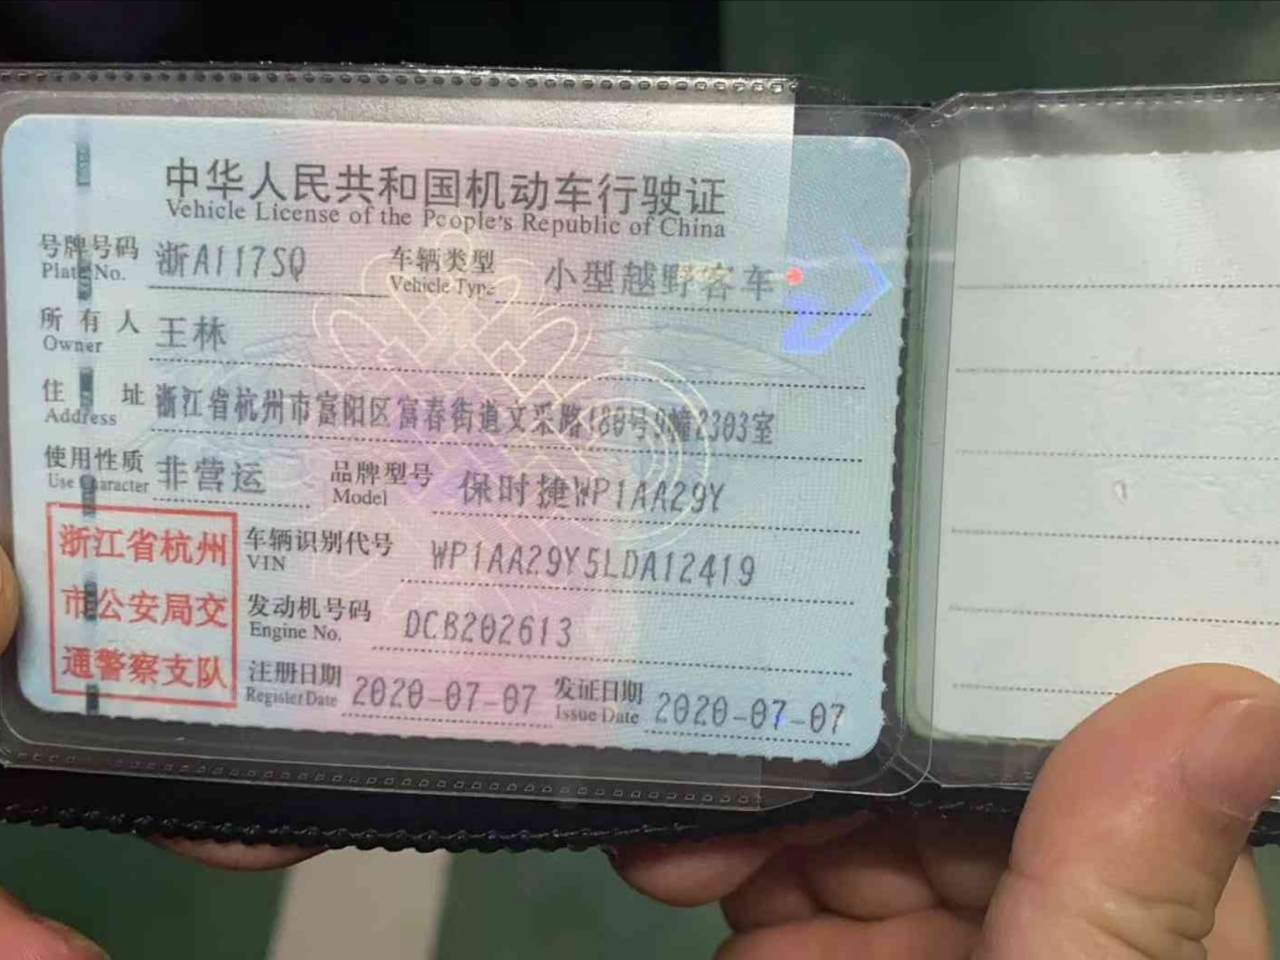 中华人民共和国机动车行驶证
Vehicle License of the People's Republic of China
号牌号码 浙A117SQ 车辆类型 小型越野客车
Plate No. Vehicle Type
所有人 王林
Owner
住址 浙江省杭州市富阳区富春街道文采路180号9幢2303室
Address
使用性质 非营运 品牌型号 保时捷WP1AA29Y
Use Character Model
浙江省杭州
市公安局交
通警察支队
车辆识别代号 WP1AA29Y5LDA12419
VIN
发动机号码 DCB202613
Engine No.
注册日期 2020-07-07 发证日期 2020-07-07
Register Date Issue Date